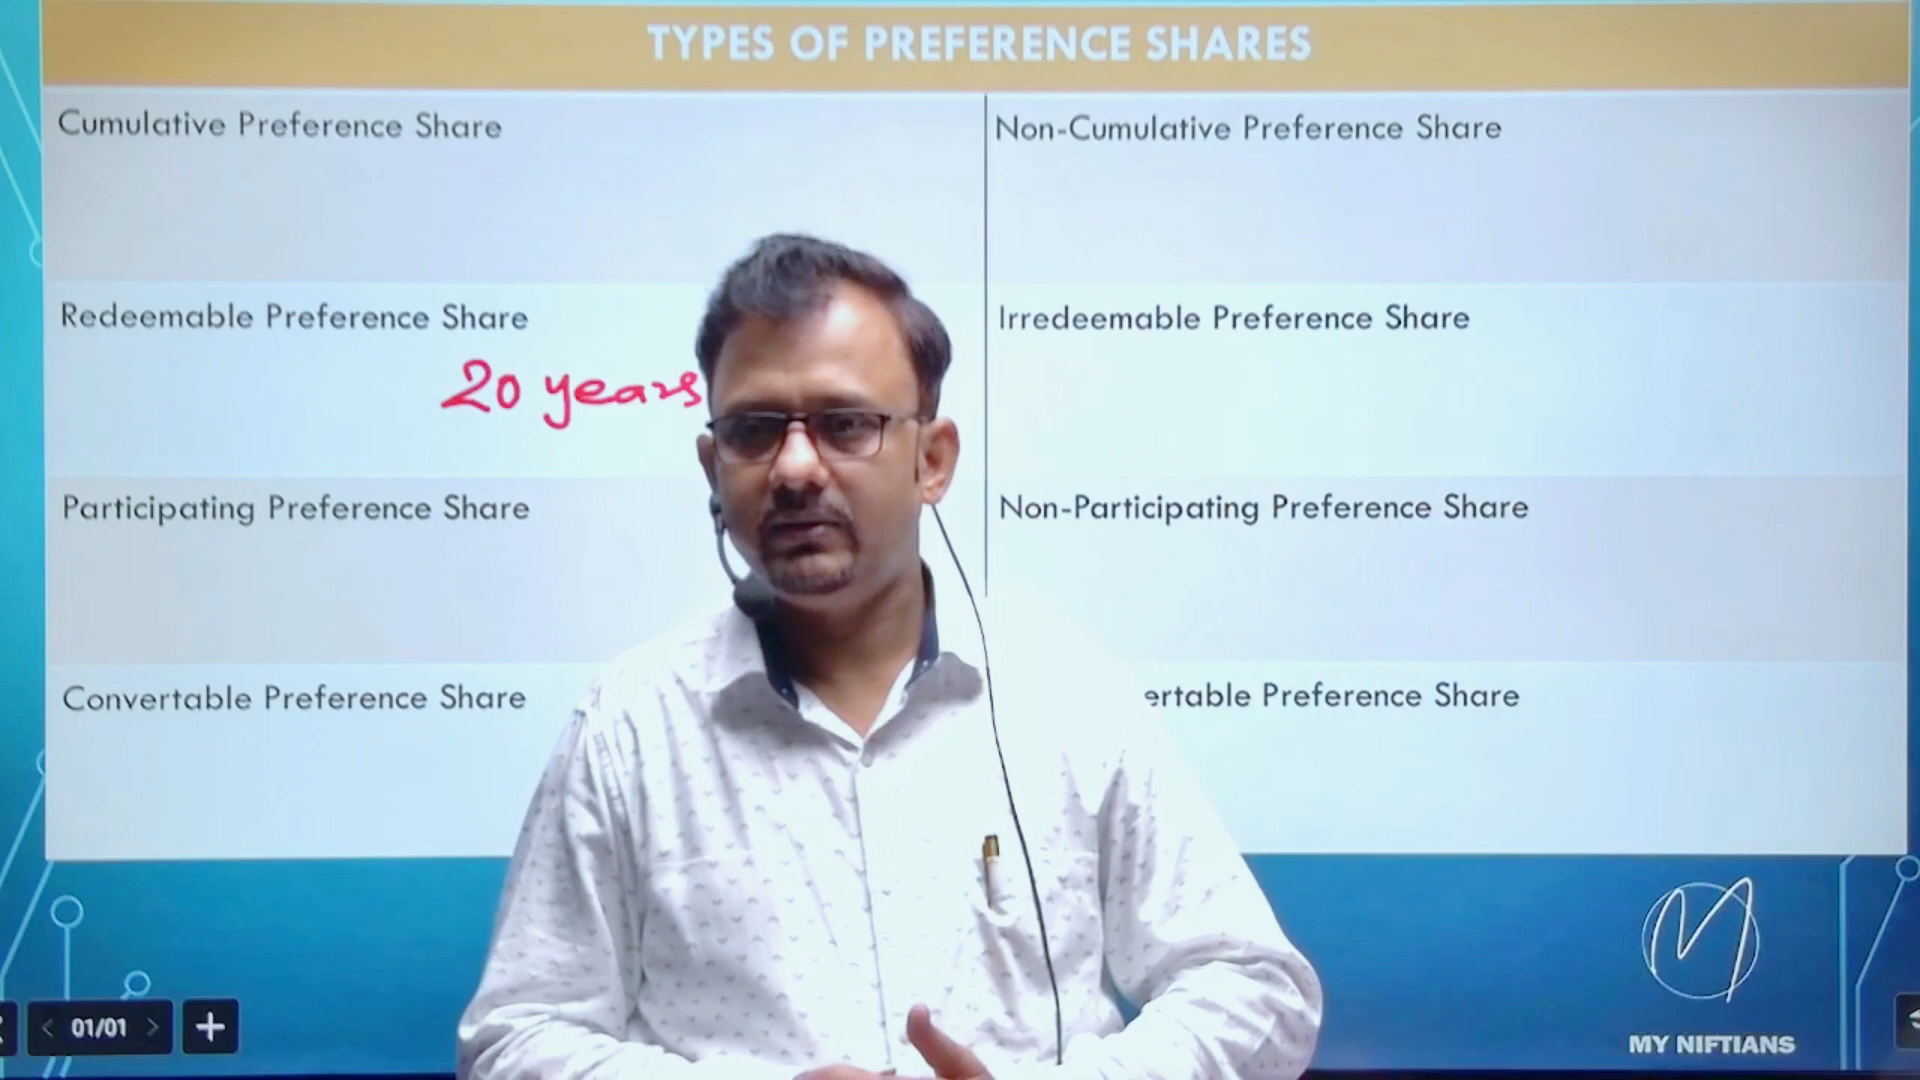 TYPES OF PREFERENCE SHARES
Cumulative Preference Share
Non-Cumulative Preference Share
Redeemable Preference Share
Irredeemable Preference Share
20 years
Participating Preference Share
Non-Participating Preference Share
Convertable Preference Share
Preference Share
01/01
MY NIFTIANS